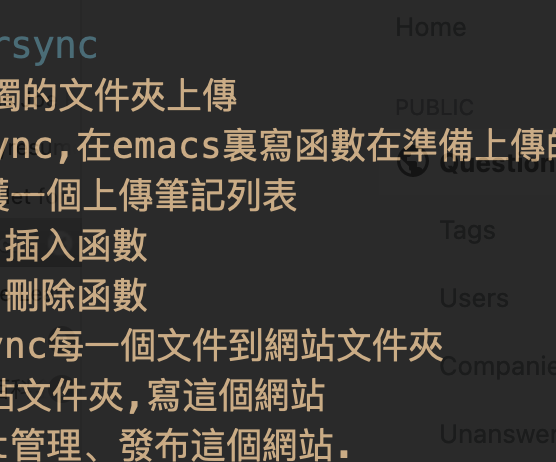 rsync
獨的文件夾上傳
ync,在emacs裏寫函數在準備上傳的
一個上傳筆記列表
插入函數
刪除函數
ync每一個文件到網站文件夾
站文件夾,寫這個網站
管理、發布這個網站.
Home
PUBLIC
Question
Tags
Users
Companie
Unanswer